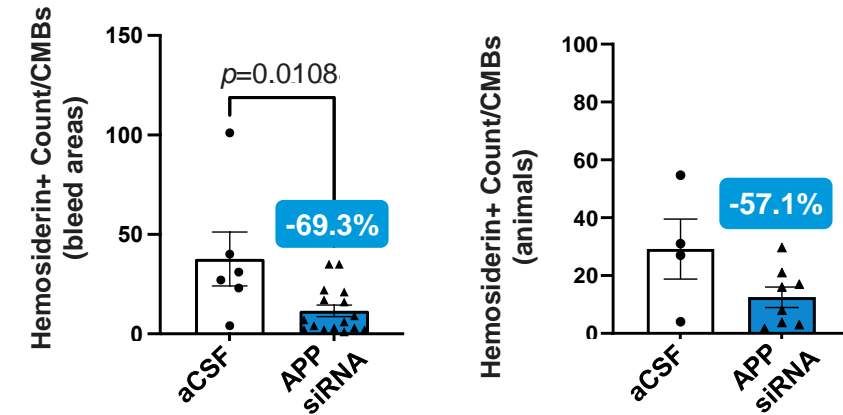 Hemosiderin+ Count/CMBs
(bleed areas)
150
100
50
0
p=0.0108
-69.3%
aCSF
APP
siRNA
Hemosiderin+ Count/CMBs
(animals)
100
80
60
40
20
0
-57.1%
aCSF
APP
siRNA